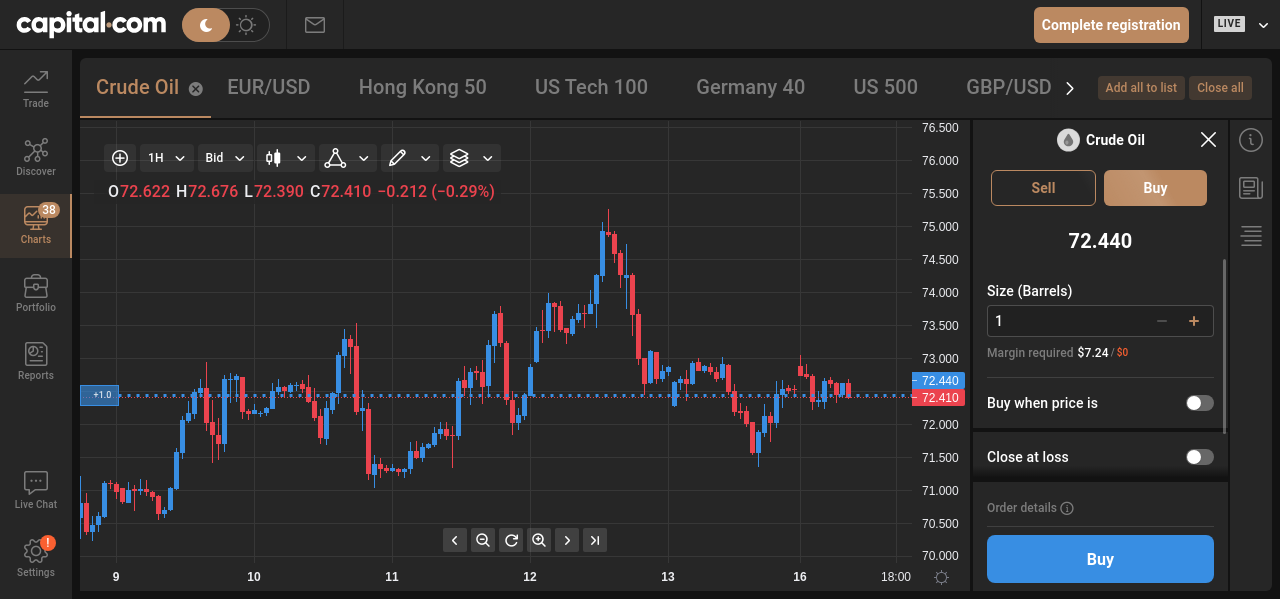 capital.com
Complete registration
LIVE
Trade
Discover
38
Charts
Portfolio
Reports
Live Chat
!
Settings
Crude Oil
EUR/USD
Hong Kong 50
US Tech 100
Germany 40
US 500
GBP/USD
Add all to list
Close all
1H
Bid
O72.622 H72.676 L72.390 C72.410 −0.212 (−0.29%)
+1.0
76.500
76.000
75.500
75.000
74.500
74.000
73.500
73.000
72.440
72.410
72.000
71.500
71.000
70.500
70.000
9 10 11 12 13 16 18:00
Crude Oil
Sell
Buy
72.440
Size (Barrels)
1
Margin required $7.24 / $0
Buy when price is
Close at loss
Order details
Buy